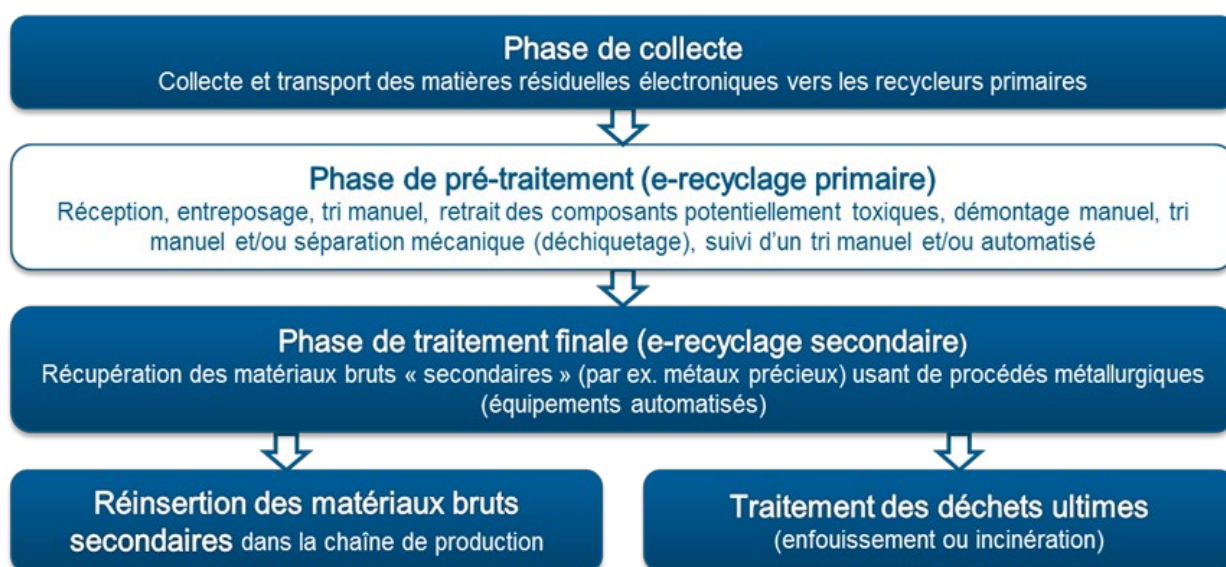 Phase de collecte
Collecte et transport des matières résiduelles électroniques vers les recycleurs primaires
Phase de pré-traitement (e-recyclage primaire)
Réception, entreposage, tri manuel, retrait des composants potentiellement toxiques, démontage manuel, tri
manuel et/ou séparation mécanique (déchiquetage), suivi d'un tri manuel et/ou automatisé
Phase de traitement finale (e-recyclage secondaire)
Récupération des matériaux bruts « secondaires » (par ex. métaux précieux) usant de procédés métallurgiques
(équipements automatisés)
Réinsertion des matériaux bruts
secondaires dans la chaîne de production
Traitement des déchets ultimes
(enfouissement ou incinération)